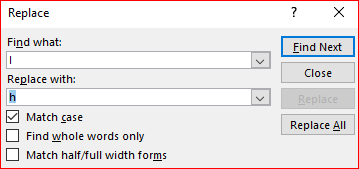 Replace ? ×
Find what:
l
Find Next
Close
Replace with:
h
Replace
Match case
Replace All
Find whole words only
Match half/full width forms